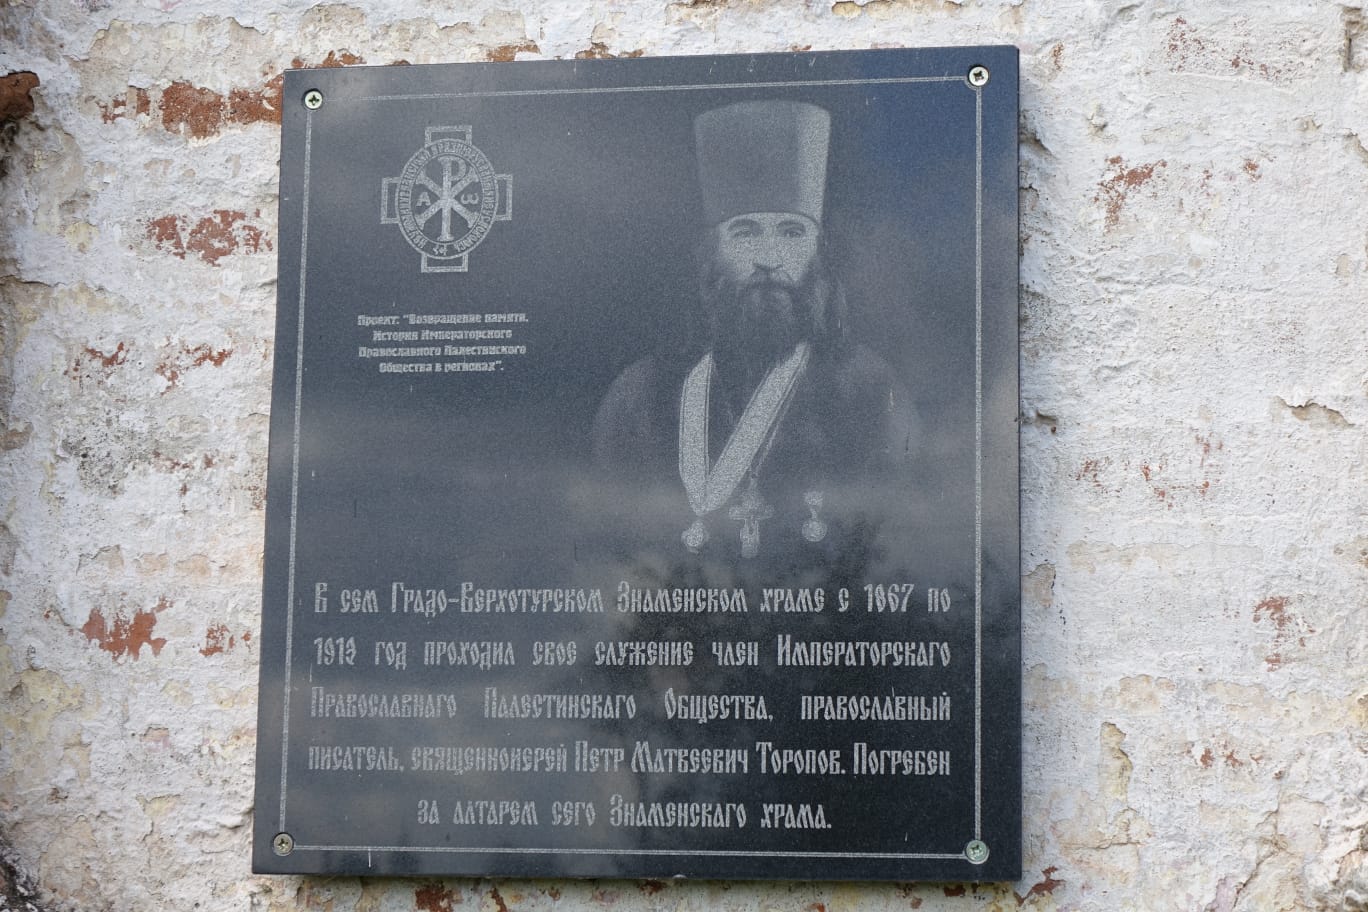 Α ω
Проект: "Возвращение памяти.
История Императорского
Православного Палестинского
Общества в регионах".
В сем Градо-Верхотурском Знаменском храме с 1867 по
1919 год проходил свое служение член Императорскаго
Православнаго Палестинскаго Общества, православный
писатель, священноиерей Петр Матвеевич Торопов. Погребен
за алтарем сего Знаменскаго храма.